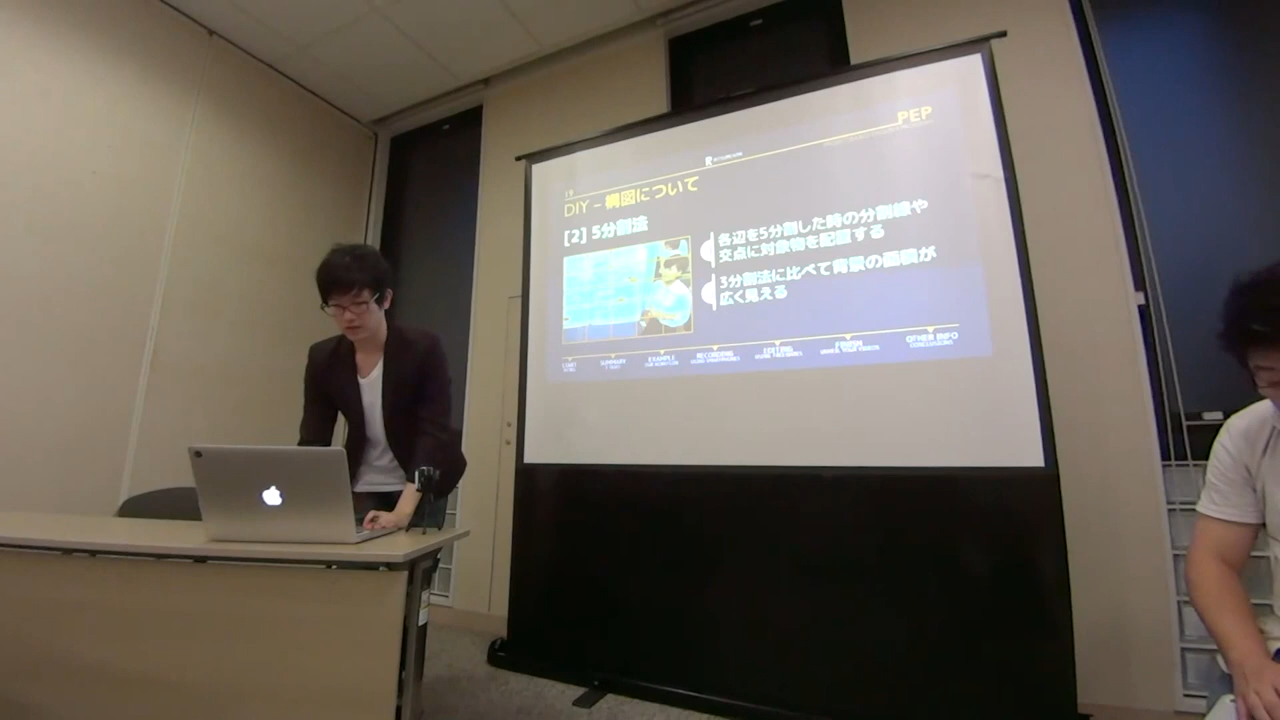 PEP
19
DIY – 構図について
[2] 5分割法
各辺を5分割した時の分割線や
交点に対象物を配置する
3分割法に比べて背景の面積が
広く見える
START
SUMMARY
EXAMPLE
RECORDING
USING SMARTPHONES
EDITING
FINISH
OTHER INFO
CONCLUSIONS